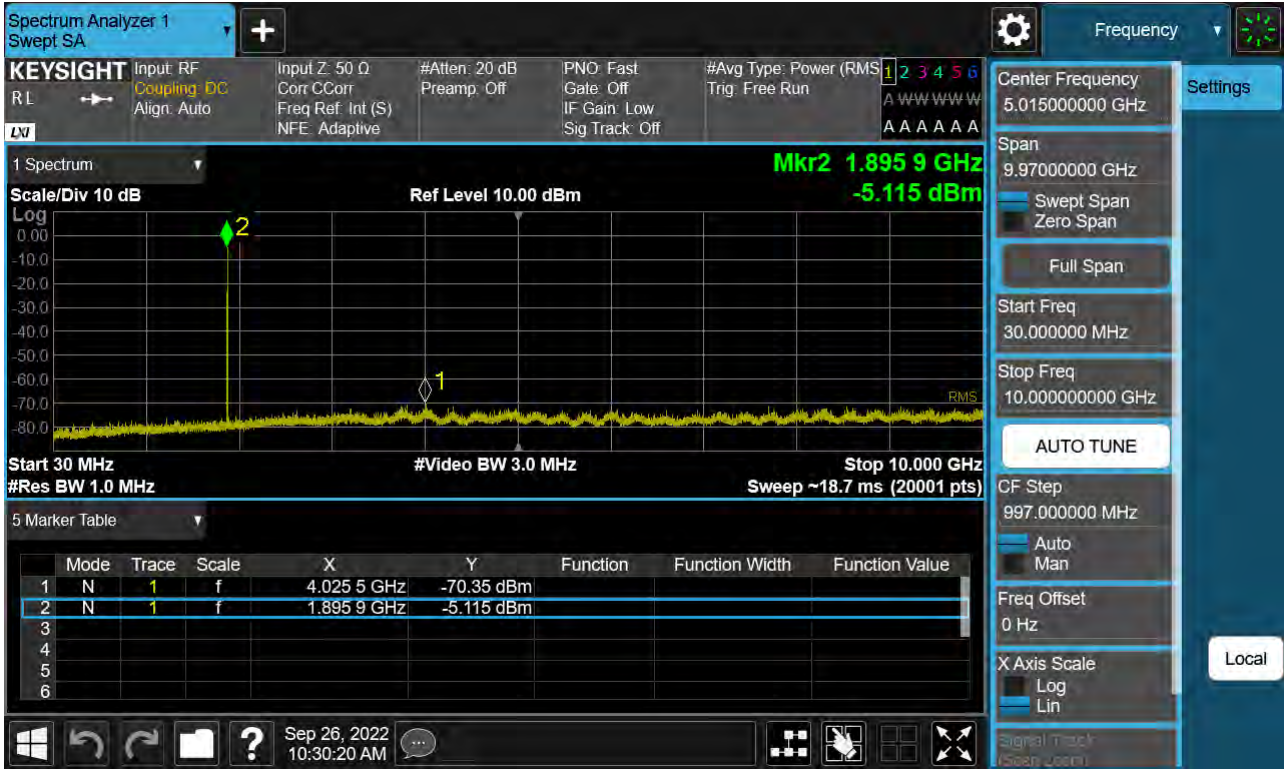 Spectrum Analyzer 1
Swept SA
+
Frequency
KEYSIGHT
RL
LXI
Input: RF
Coupling: DC
Align: Auto
Input Z: 50 Ω
Corr CCorr
Freq Ref: Int (S)
NFE: Adaptive
#Atten: 20 dB
Preamp: Off
PNO: Fast
Gate: Off
IF Gain: Low
Sig Track: Off
#Avg Type: Power (RMS
Trig: Free Run
1 2 3 4 5 6
A W W W W W
A A A A A A
1 Spectrum
Mkr2 1.895 9 GHz
-5.115 dBm
Scale/Div 10 dB
Ref Level 10.00 dBm
Log
0.00
-10.0
-20.0
-30.0
-40.0
-50.0
-60.0
-70.0
-80.0
2
1
RMS
Start 30 MHz
#Video BW 3.0 MHz
Stop 10.000 GHz
#Res BW 1.0 MHz
Sweep ~18.7 ms (20001 pts)
5 Marker Table
Mode Trace Scale X Y Function Function Width Function Value
1 N 1 f 4.025 5 GHz -70.35 dBm
2 N 1 f 1.895 9 GHz -5.115 dBm
3
4
5
6
Center Frequency
5.015000000 GHz
Span
9.97000000 GHz
Swept Span
Zero Span
Full Span
Start Freq
30.000000 MHz
Stop Freq
10.000000000 GHz
AUTO TUNE
CF Step
997.000000 MHz
Auto
Man
Freq Offset
0 Hz
X Axis Scale
Log
Lin
Signal Track
(Span Zoom)
Settings
Local
?
Sep 26, 2022
10:30:20 AM